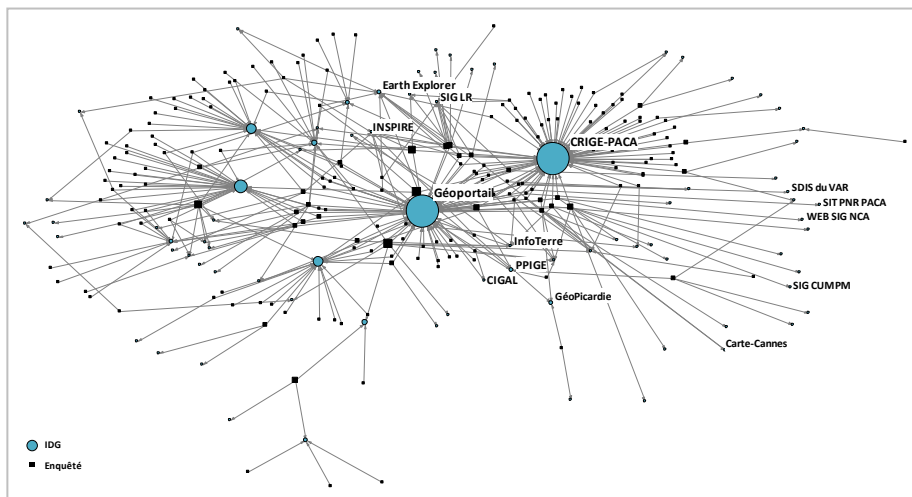 Earth Explorer
SIG LR
INSPIRE
CRIGE-PACA
Géoportail
SDIS du VAR
SIT PNR PACA
WEB SIG NCA
InfoTerre
PPIGE
CIGAL
GéoPicardie
SIG CUMPM
Carte-Cannes
IDG
Enquêté